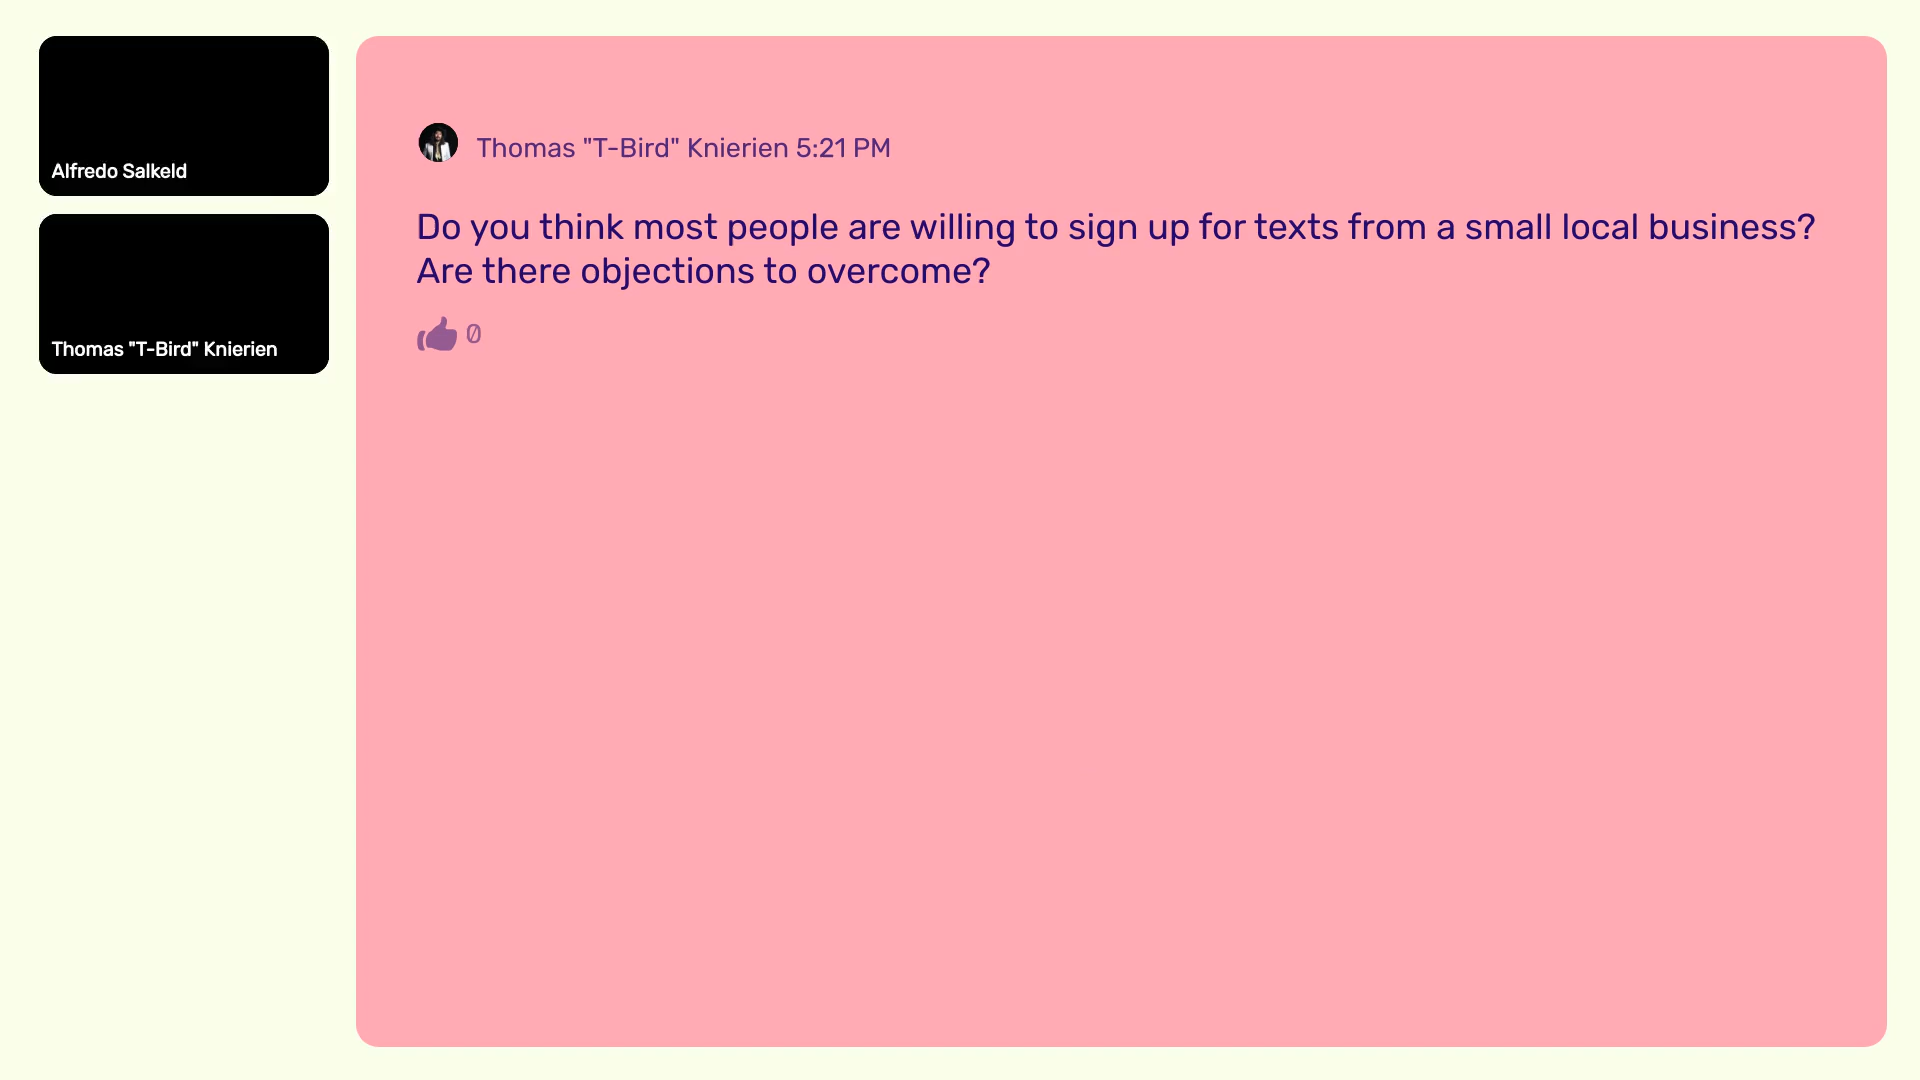 Alfredo Salkeld
Thomas "T-Bird" Knierien
Thomas "T-Bird" Knierien 5:21 PM
Do you think most people are willing to sign up for texts from a small local business?
Are there objections to overcome?
0